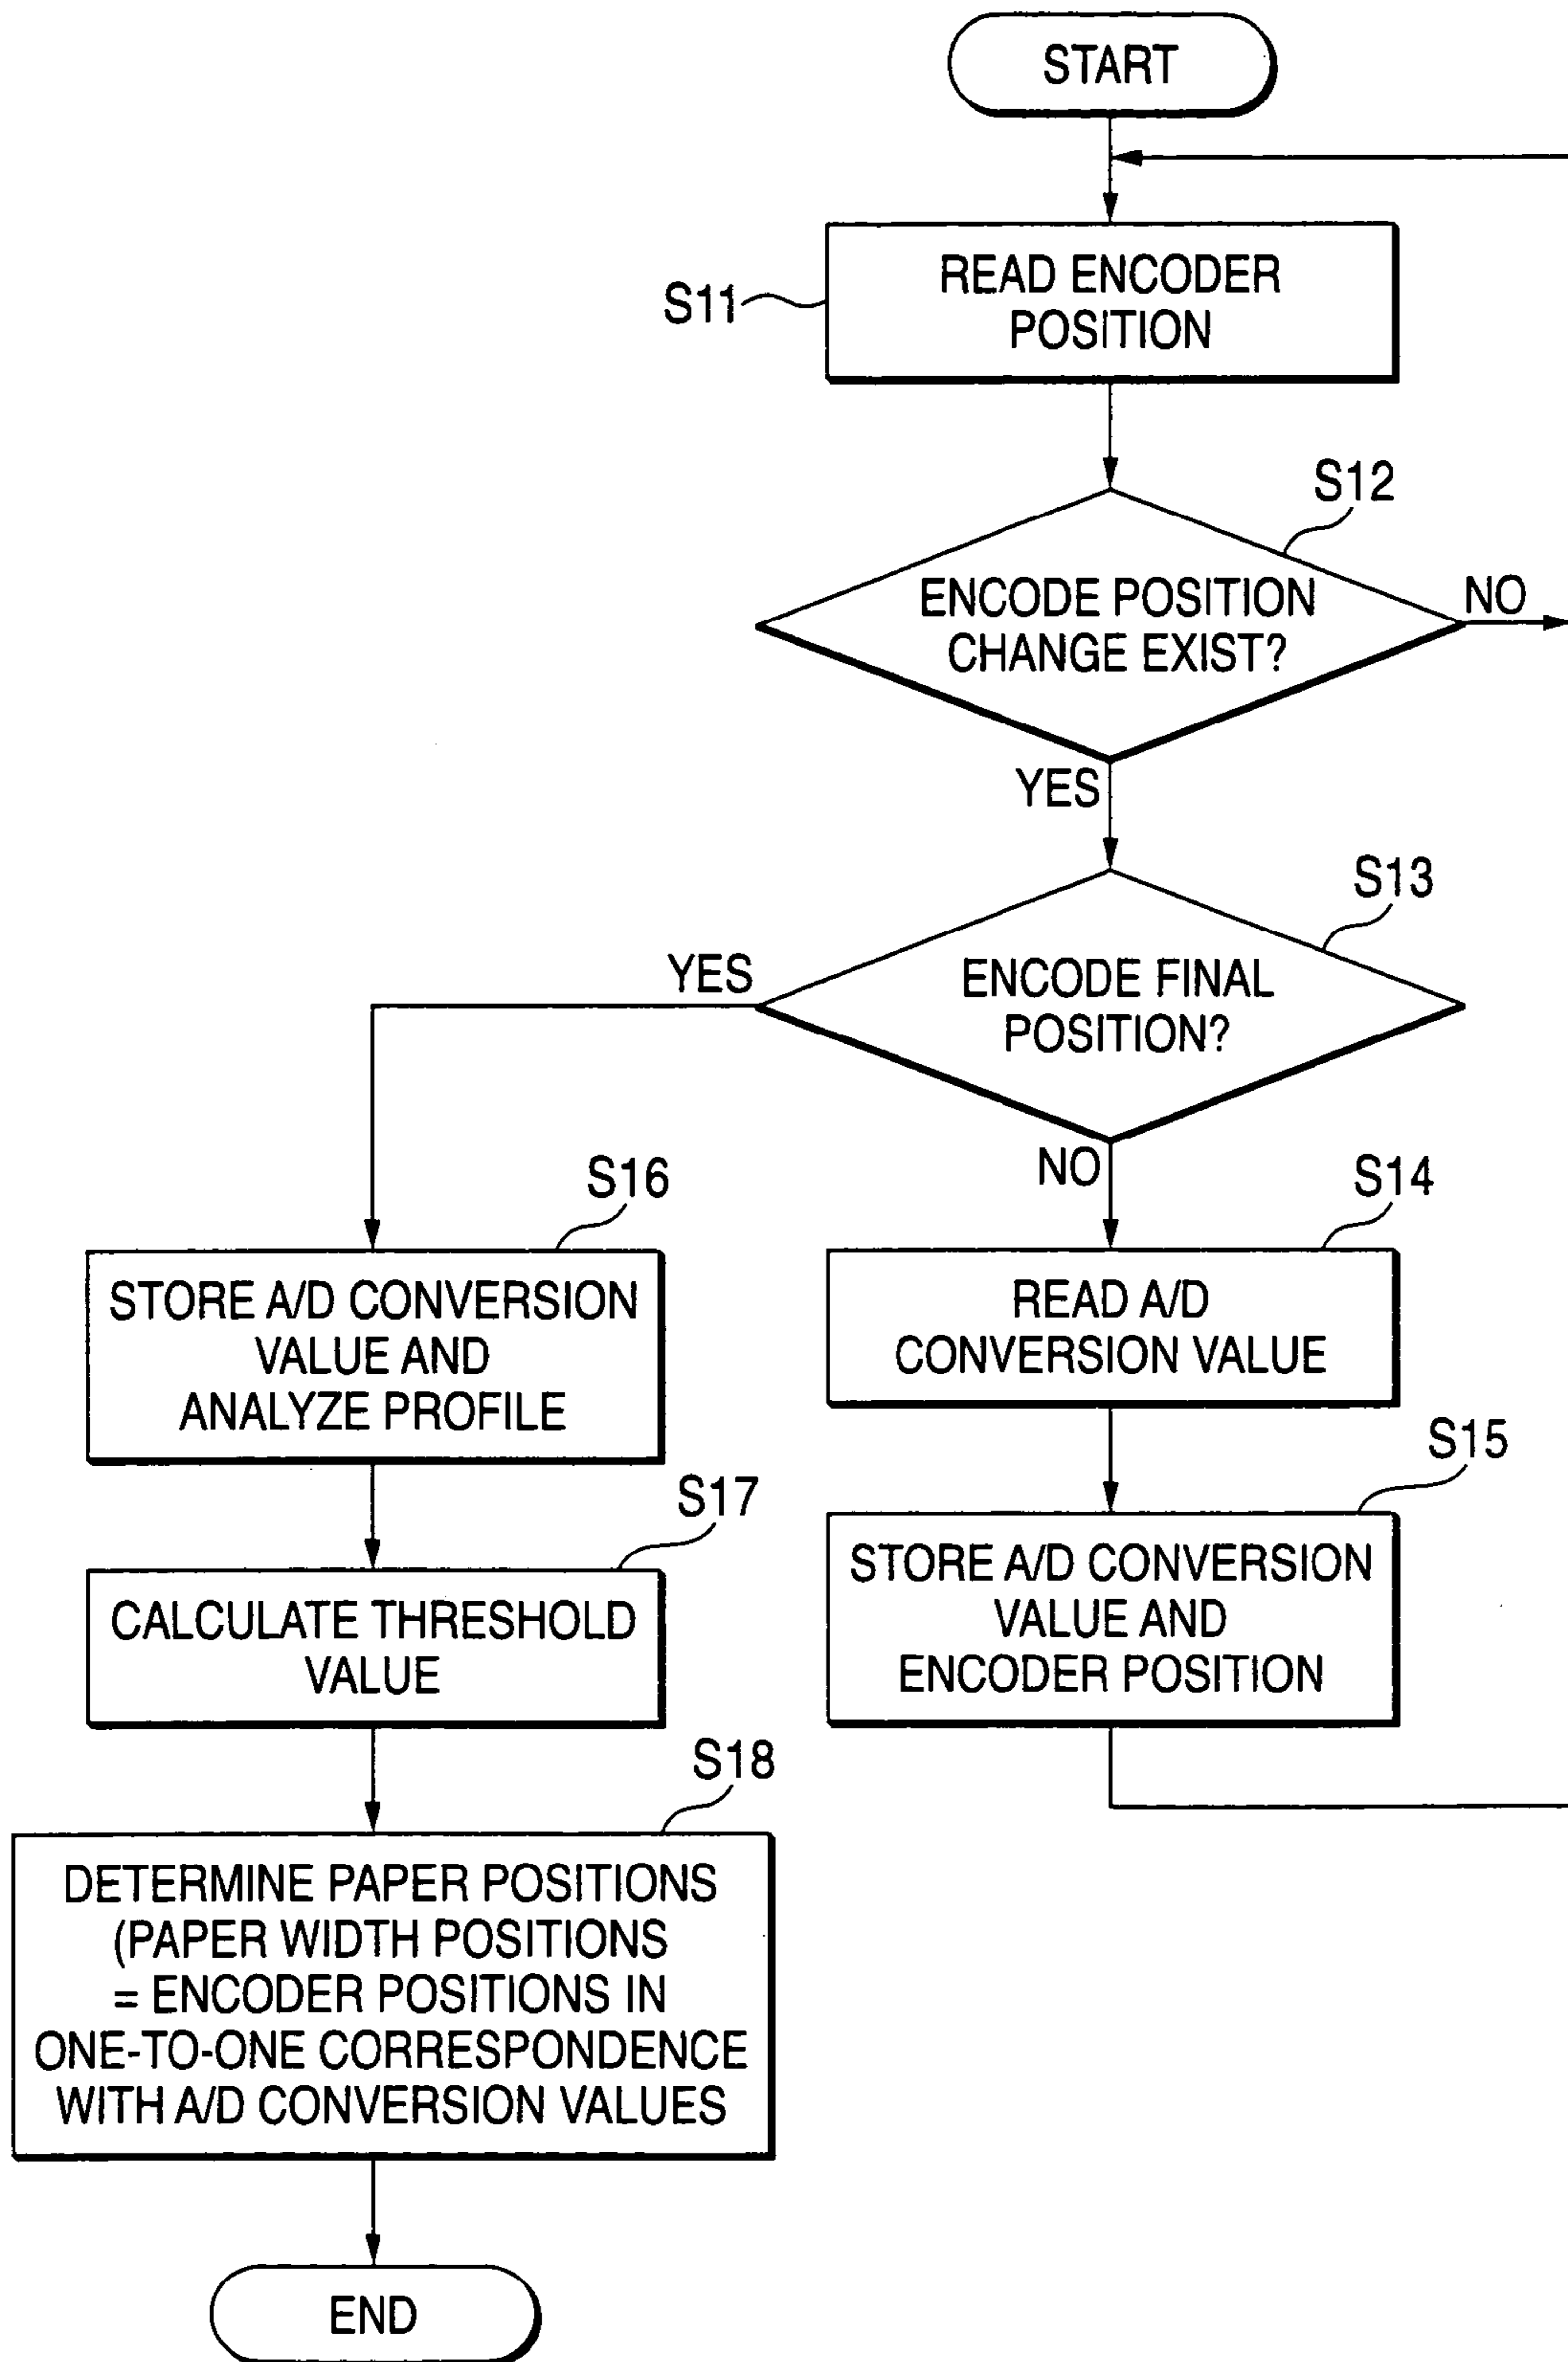 START
S11
READ ENCODER
POSITION
S12
ENCODE POSITION
CHANGE EXIST?
NO
YES
S13
ENCODE FINAL
POSITION?
YES
NO
S14
READ A/D
CONVERSION VALUE
S15
STORE A/D CONVERSION
VALUE AND
ENCODER POSITION
S16
STORE A/D CONVERSION
VALUE AND
ANALYZE PROFILE
S17
CALCULATE THRESHOLD
VALUE
S18
DETERMINE PAPER POSITIONS
(PAPER WIDTH POSITIONS
= ENCODER POSITIONS IN
ONE-TO-ONE CORRESPONDENCE
WITH A/D CONVERSION VALUES
END